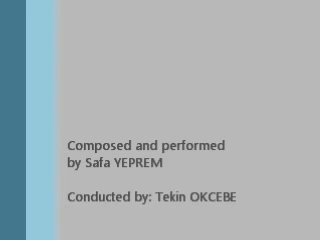 Composed and performed
by Safa YEPREM
Conducted by: Tekin OKCEBE